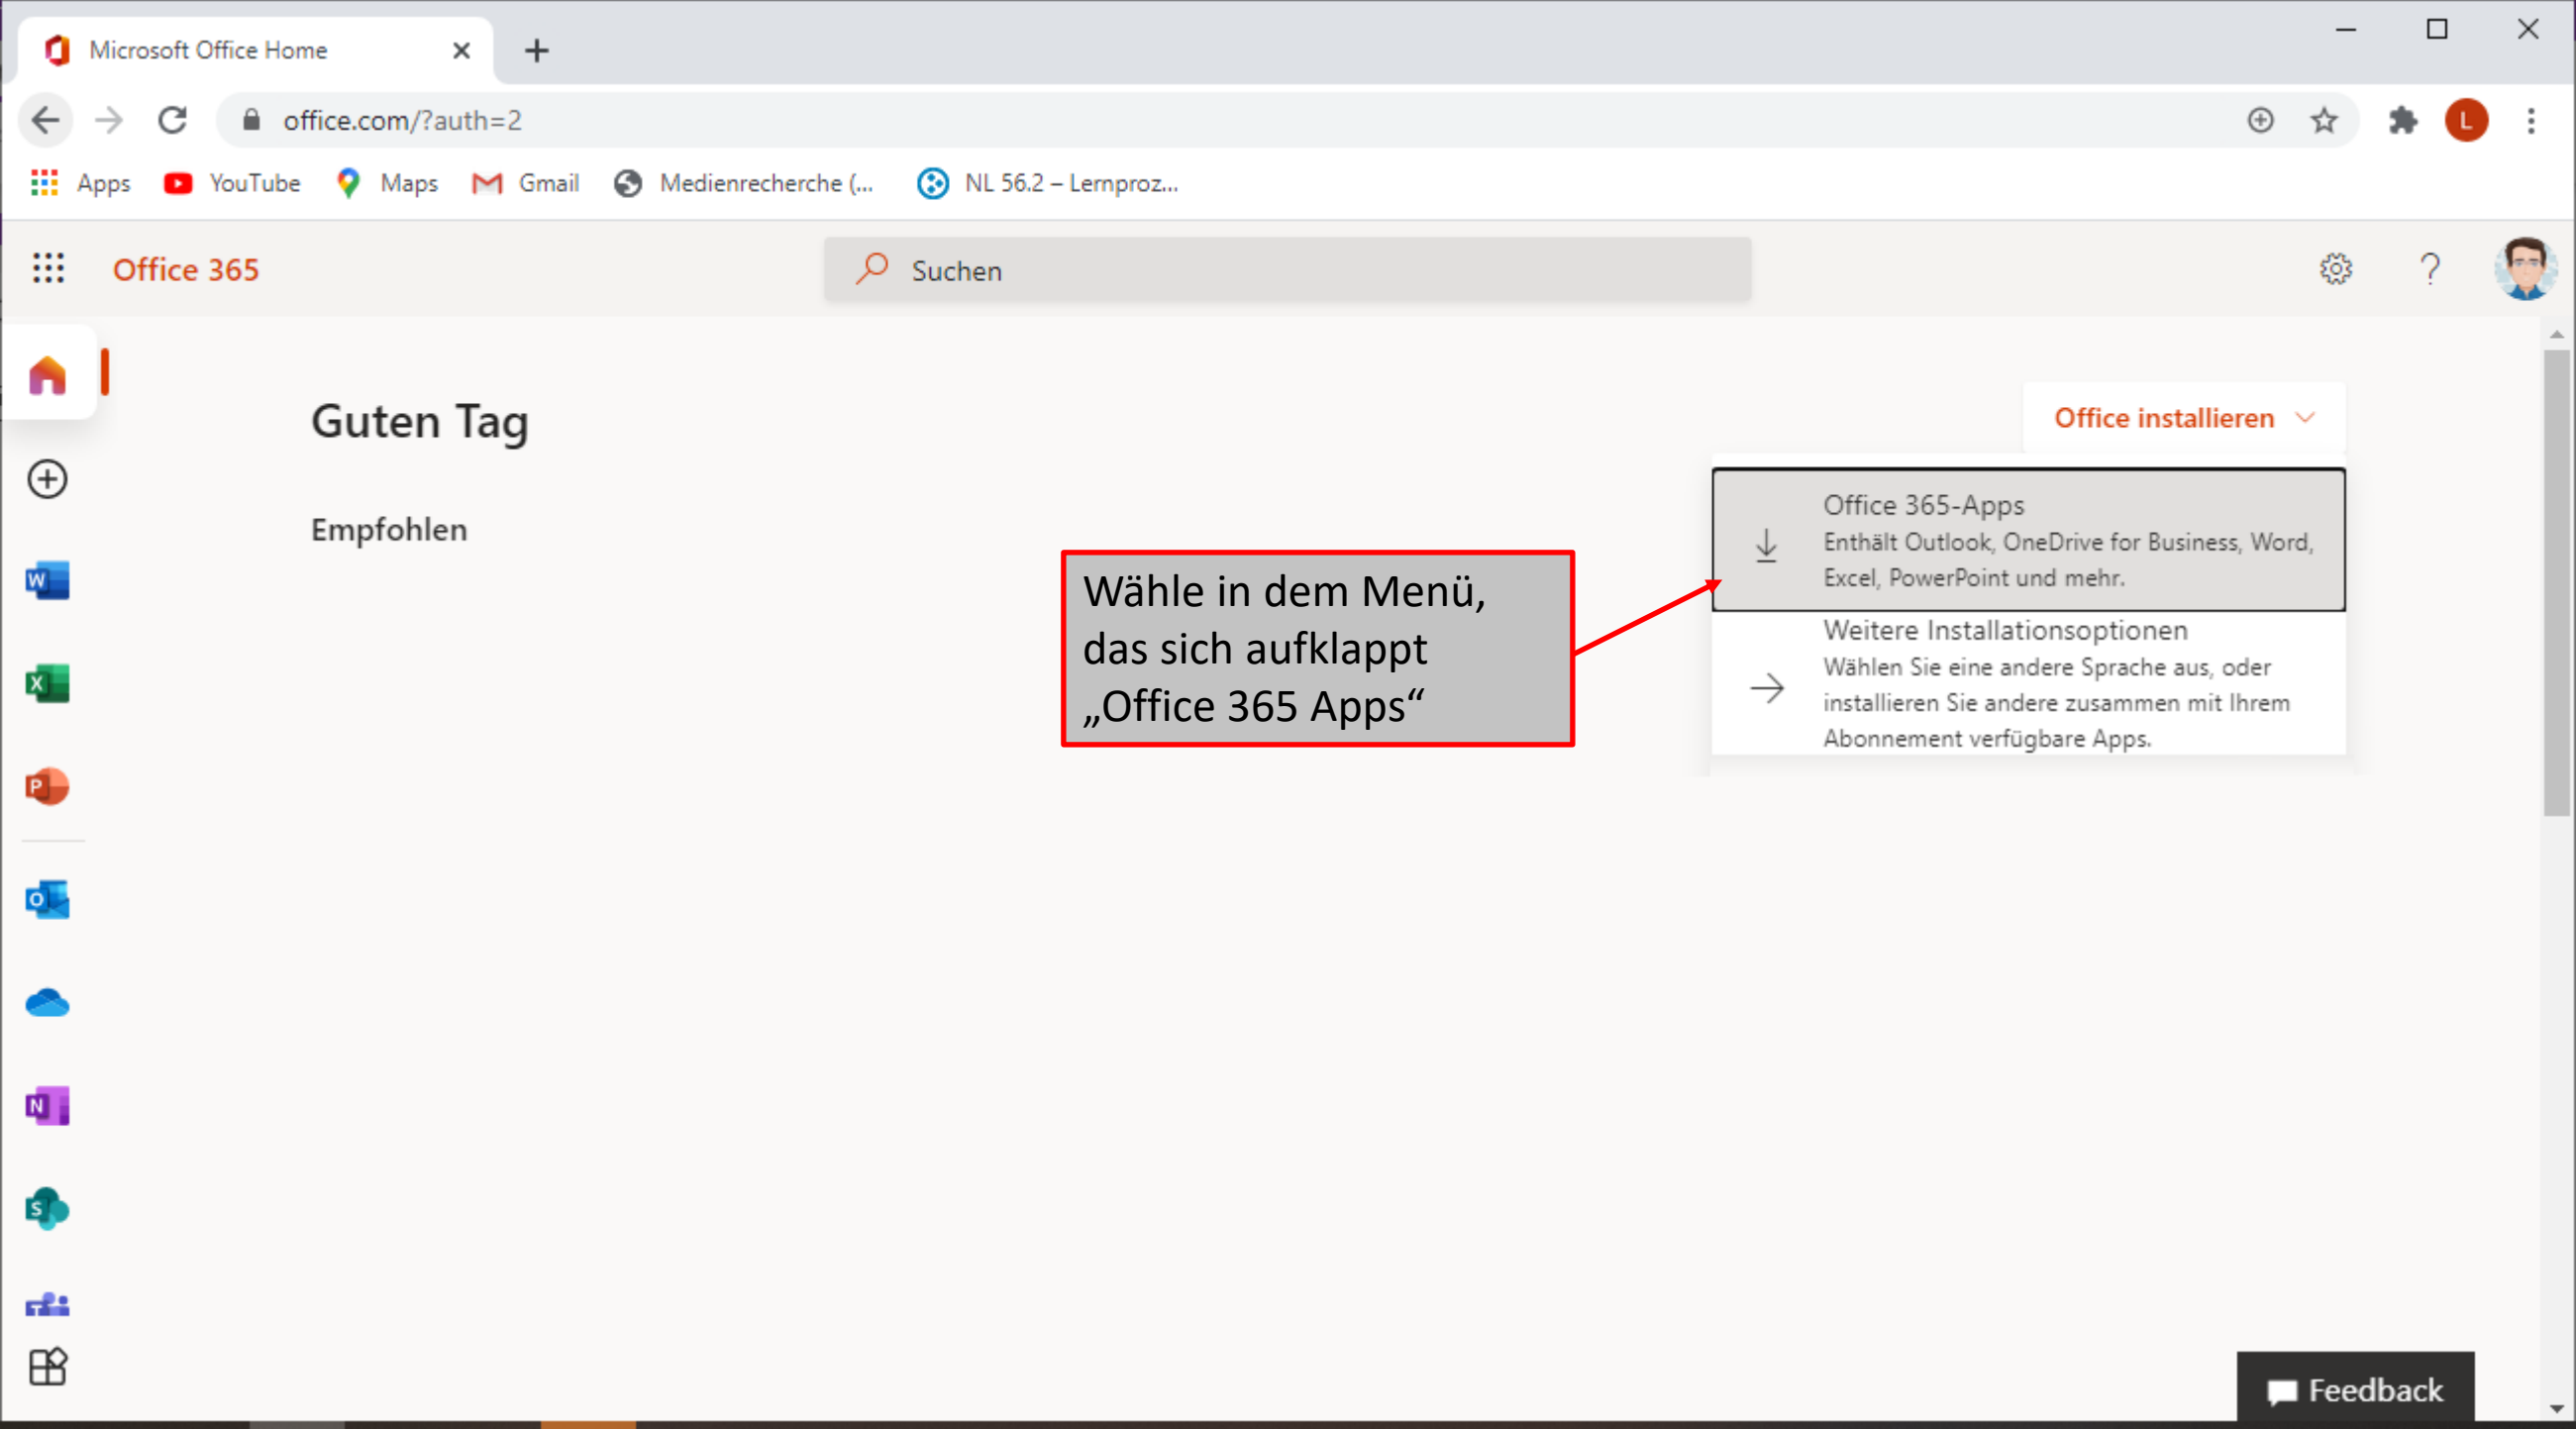 Microsoft Office Home
office.com/?auth=2
L
Apps YouTube Maps Gmail Medienrecherche (... NL 56.2 – Lernproz...
Office 365
Suchen
?
Guten Tag
Office installieren
Empfohlen
Office 365-Apps
Enthält Outlook, OneDrive for Business, Word,
Excel, PowerPoint und mehr.
Wähle in dem Menü,
das sich aufklappt
„Office 365 Apps“
Weitere Installationsoptionen
Wählen Sie eine andere Sprache aus, oder
installieren Sie andere zusammen mit Ihrem
Abonnement verfügbare Apps.
W
X
P
O
N
S
T
Feedback